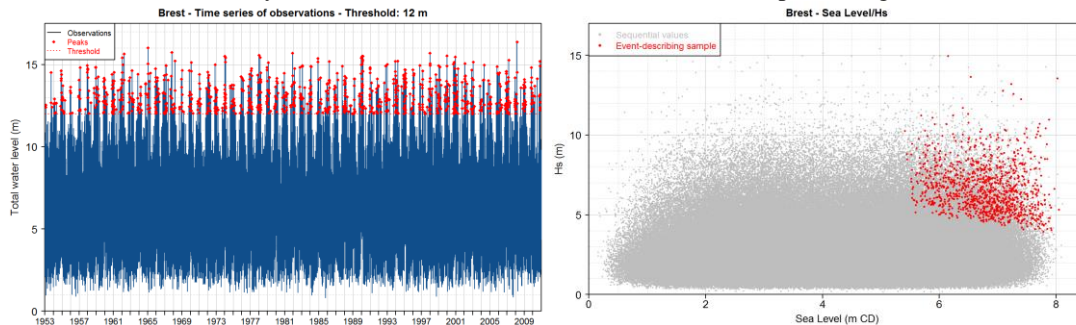 Brest - Time series of observations - Threshold: 12 m
Observations
Peaks
Threshold
Total water level (m)
15
10
5
0
1953 1957 1961 1965 1969 1973 1977 1981 1985 1989 1993 1997 2001 2005 2009
Brest - Sea Level/Hs
Sequential values
Event-describing sample
Hs (m)
15
10
5
0
0 2 4 6 8
Sea Level (m CD)